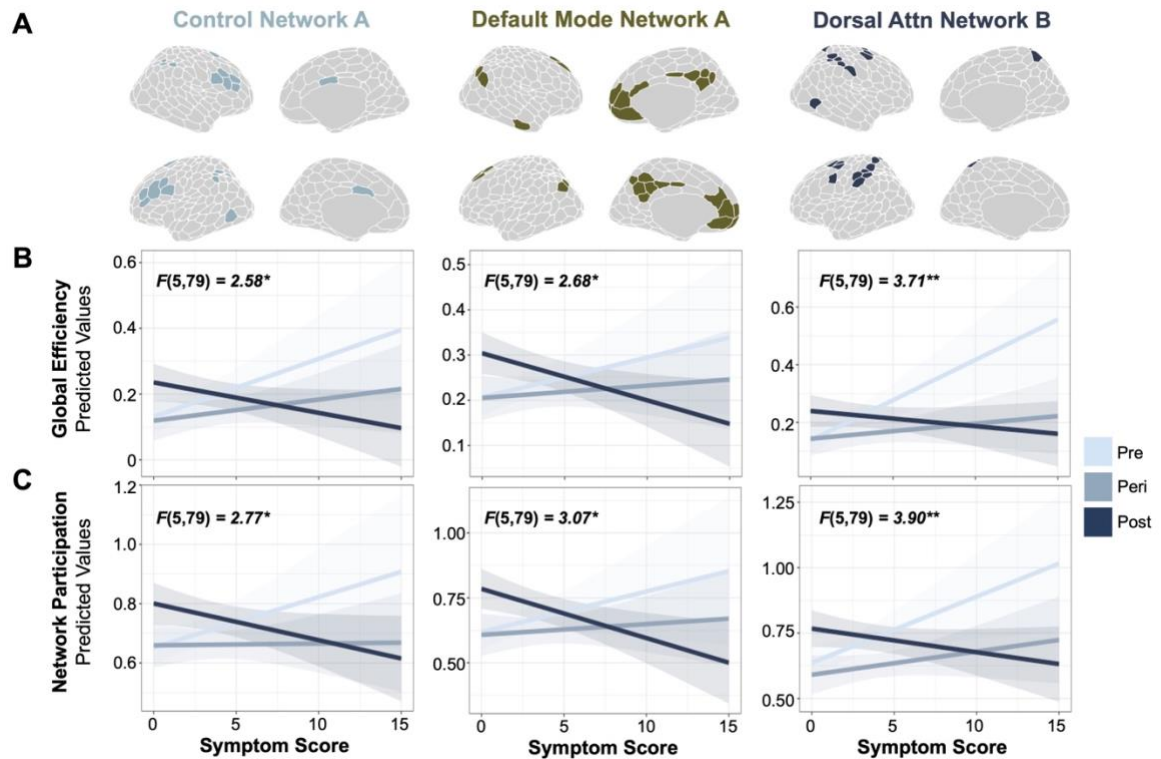 A
Control Network A
Default Mode Network A
Dorsal Attn Network B
B
Global Efficiency
Predicted Values
0.6
0.4
0.2
0
F(5,79) = 2.58*
0.5
0.4
0.3
0.2
0.1
F(5,79) = 2.68*
0.6
0.4
0.2
F(5,79) = 3.71**
Pre
Peri
Post
C
Network Participation
Predicted Values
1.2
1.0
0.8
0.6
F(5,79) = 2.77*
1.00
0.75
0.50
F(5,79) = 3.07*
1.25
1.00
0.75
0.50
F(5,79) = 3.90**
0 5 10 15
0 5 10 15
0 5 10 15
Symptom Score
Symptom Score
Symptom Score